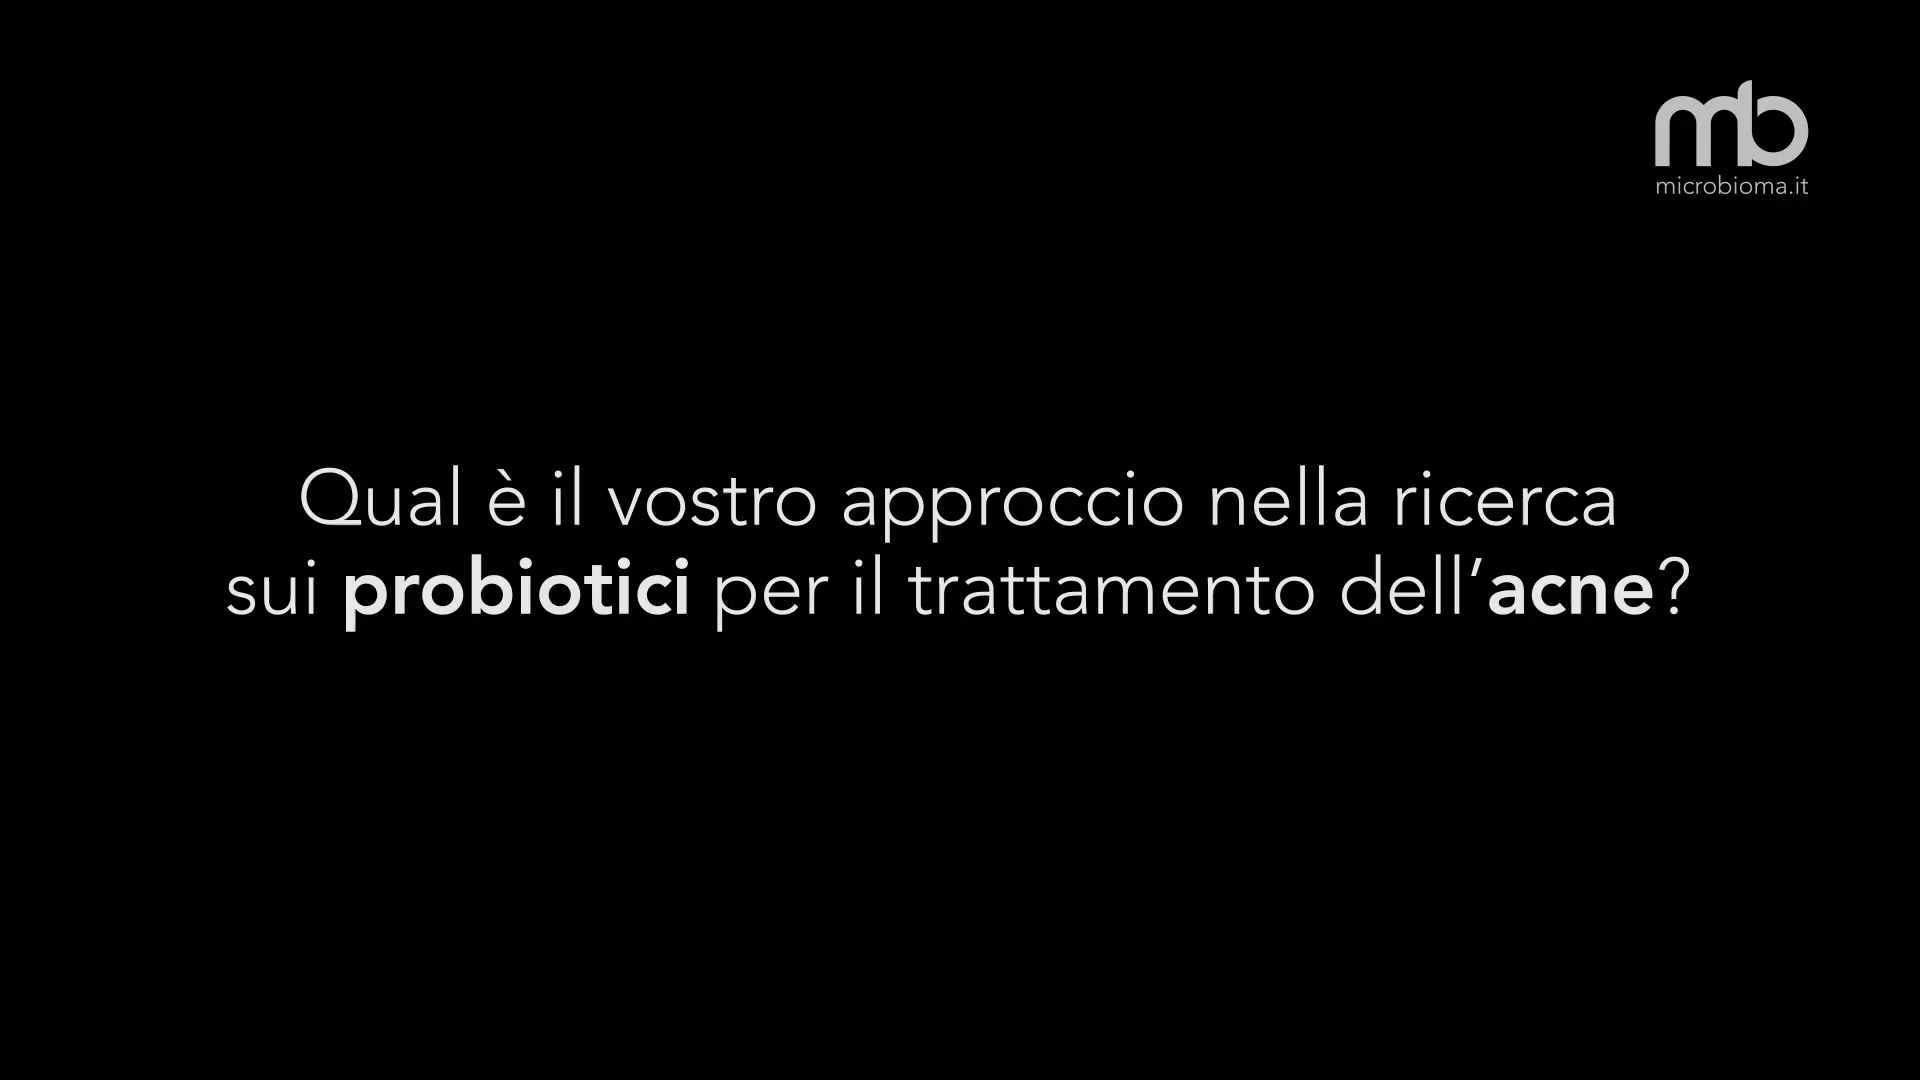 mb
microbioma.it
Qual è il vostro approccio nella ricerca
sui probiotici per il trattamento dell’acne?